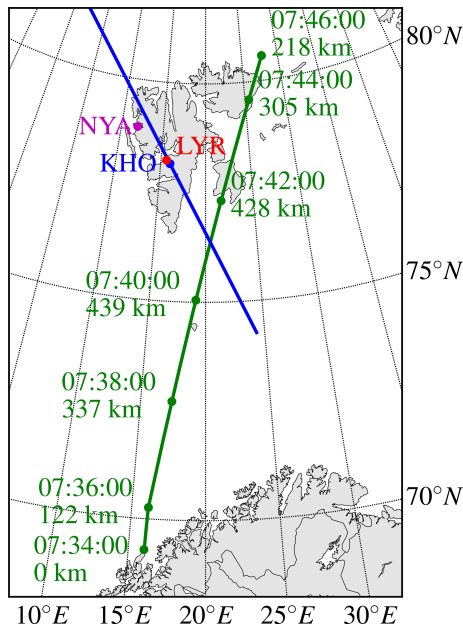 07:46:00
218 km
80°N
07:44:00
305 km
NYA
LYR
KHO
07:42:00
428 km
75°N
07:40:00
439 km
07:38:00
337 km
07:36:00
122 km
70°N
07:34:00
0 km
10°E 15°E 20°E 25°E 30°E